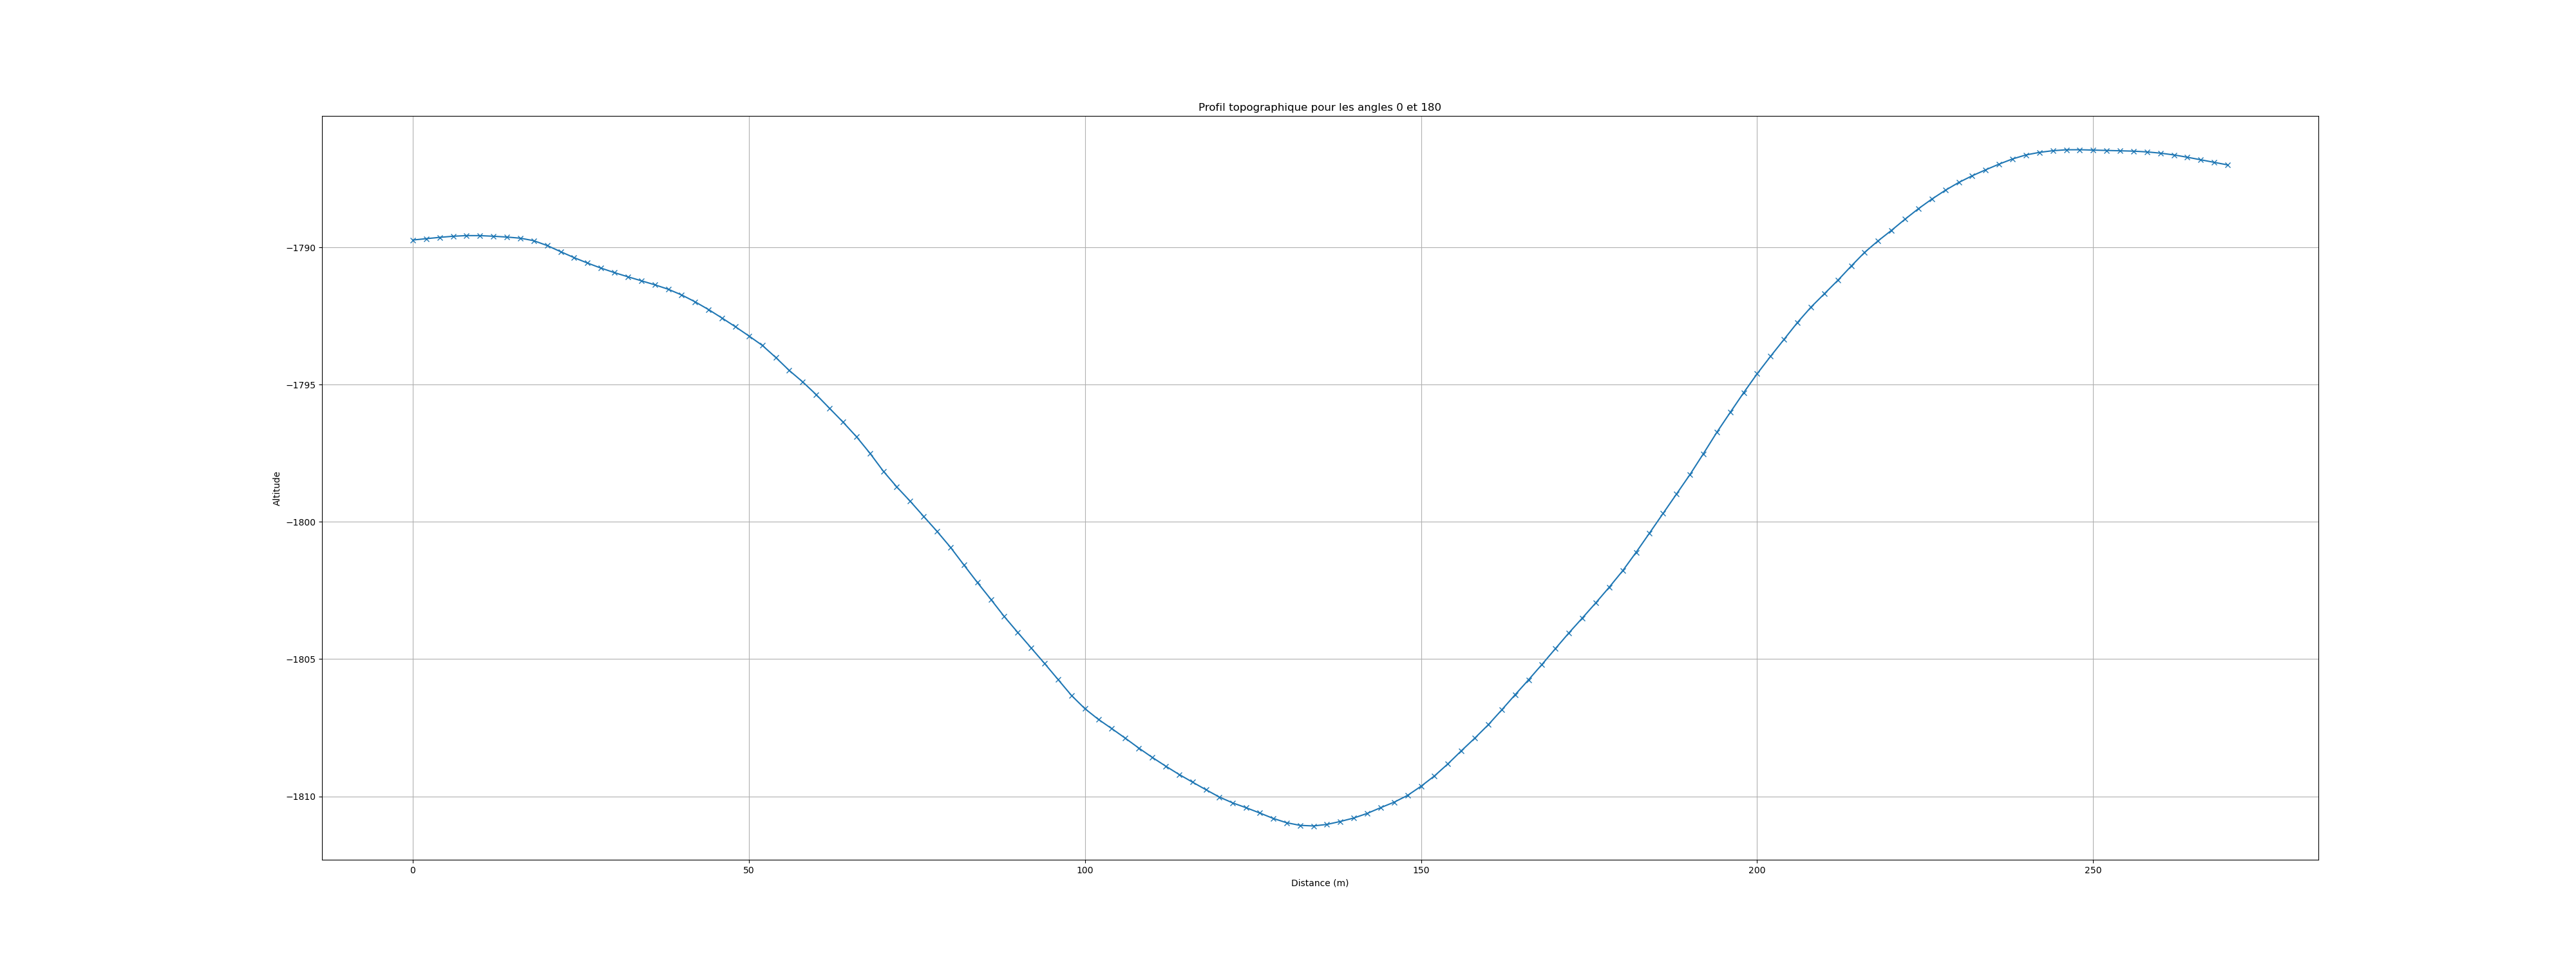 Profil topographique pour les angles 0 et 180
−1790
−1795
−1800
−1805
−1810
Altitude
0 50 100 150 200 250
Distance (m)